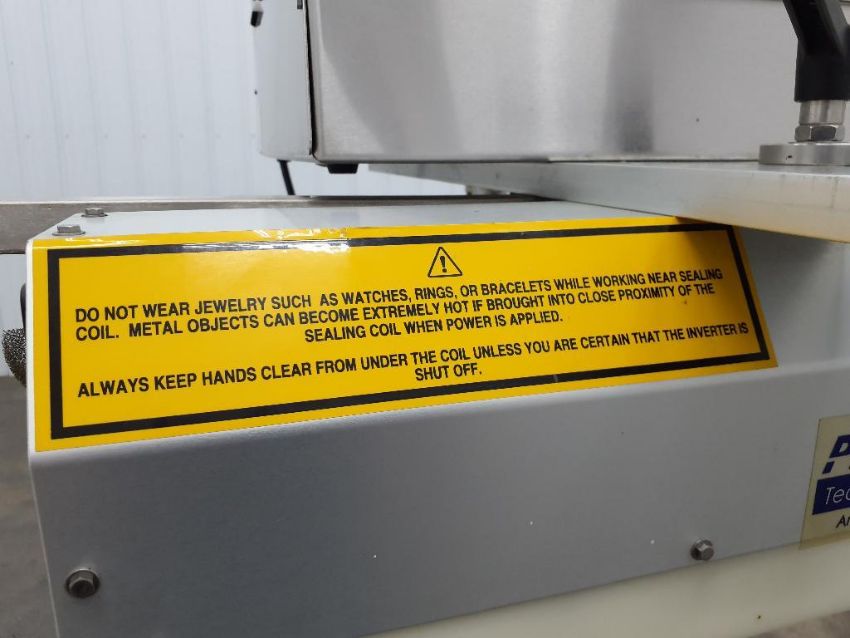 DO NOT WEAR JEWELRY SUCH AS WATCHES, RINGS, OR BRACELETS WHILE WORKING NEAR SEALING
COIL. METAL OBJECTS CAN BECOME EXTREMELY HOT IF BROUGHT INTO CLOSE PROXIMITY OF THE
SEALING COIL WHEN POWER IS APPLIED.
ALWAYS KEEP HANDS CLEAR FROM UNDER THE COIL UNLESS YOU ARE CERTAIN THAT THE INVERTER IS
SHUT OFF.